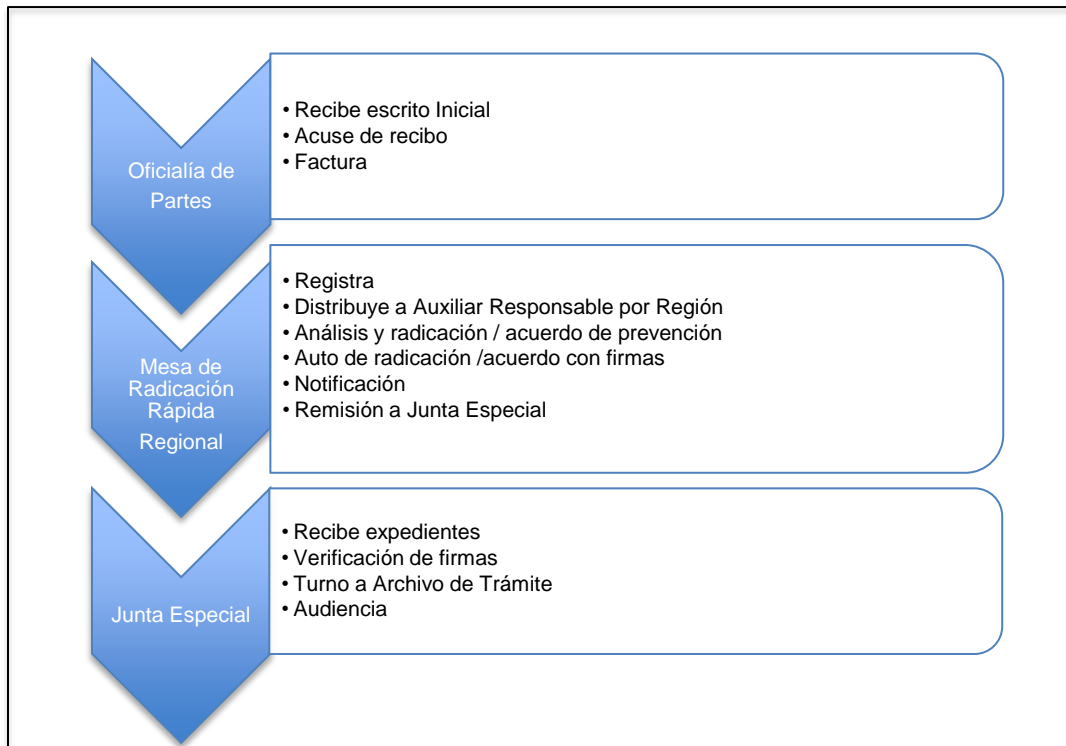 Oficialía de
Partes
• Recibe escrito Inicial
• Acuse de recibo
• Factura
Mesa de
Radicación
Rápida
Regional
• Registra
• Distribuye a Auxiliar Responsable por Región
• Análisis y radicación / acuerdo de prevención
• Auto de radicación /acuerdo con firmas
• Notificación
• Remisión a Junta Especial
Junta Especial
• Recibe expedientes
• Verificación de firmas
• Turno a Archivo de Trámite
• Audiencia